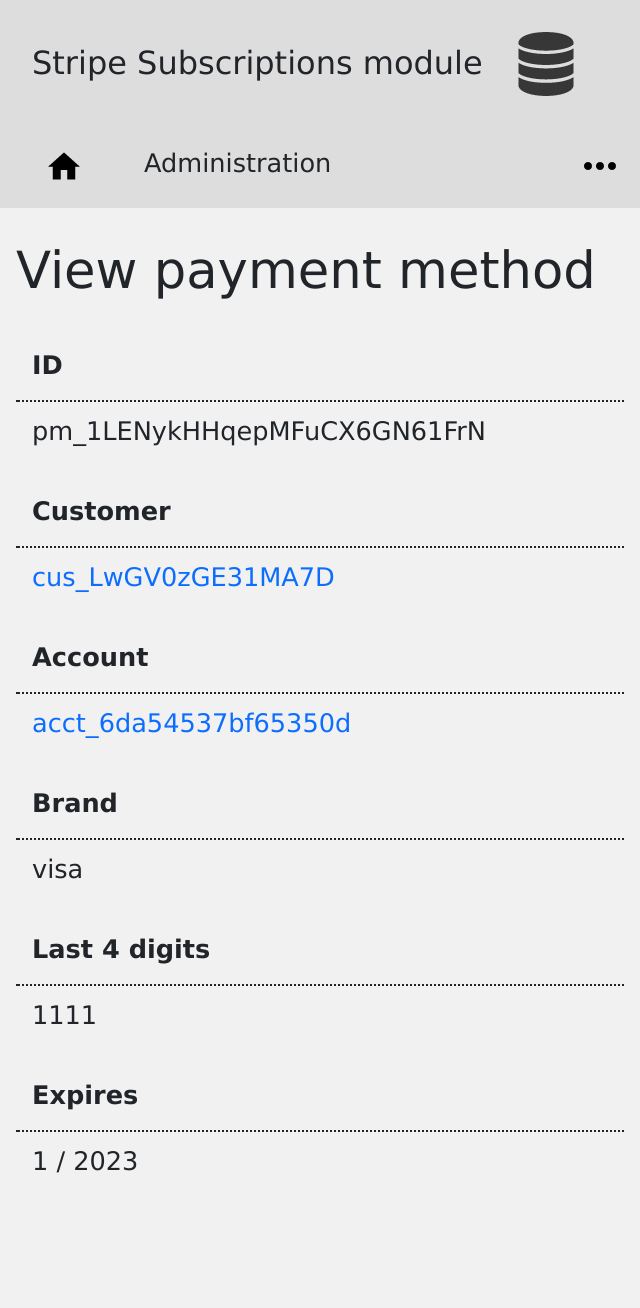 Stripe Subscriptions module
Administration
View payment method
ID
pm_1LENykHHqepMFuCX6GN61FrN
Customer
cus_LwGV0zGE31MA7D
Account
acct_6da54537bf65350d
Brand
visa
Last 4 digits
1111
Expires
1 / 2023